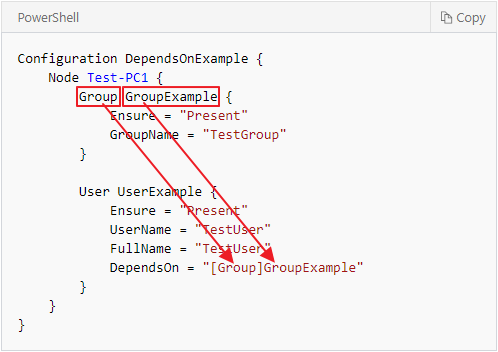 PowerShell
Copy
Configuration DependsOnExample {
Node Test-PC1 {
Group GroupExample {
Ensure = "Present"
GroupName = "TestGroup"
}
User UserExample {
Ensure = "Present"
UserName = "TestUser"
FullName = "TestUser"
DependsOn = "[Group]GroupExample"
}
}
}